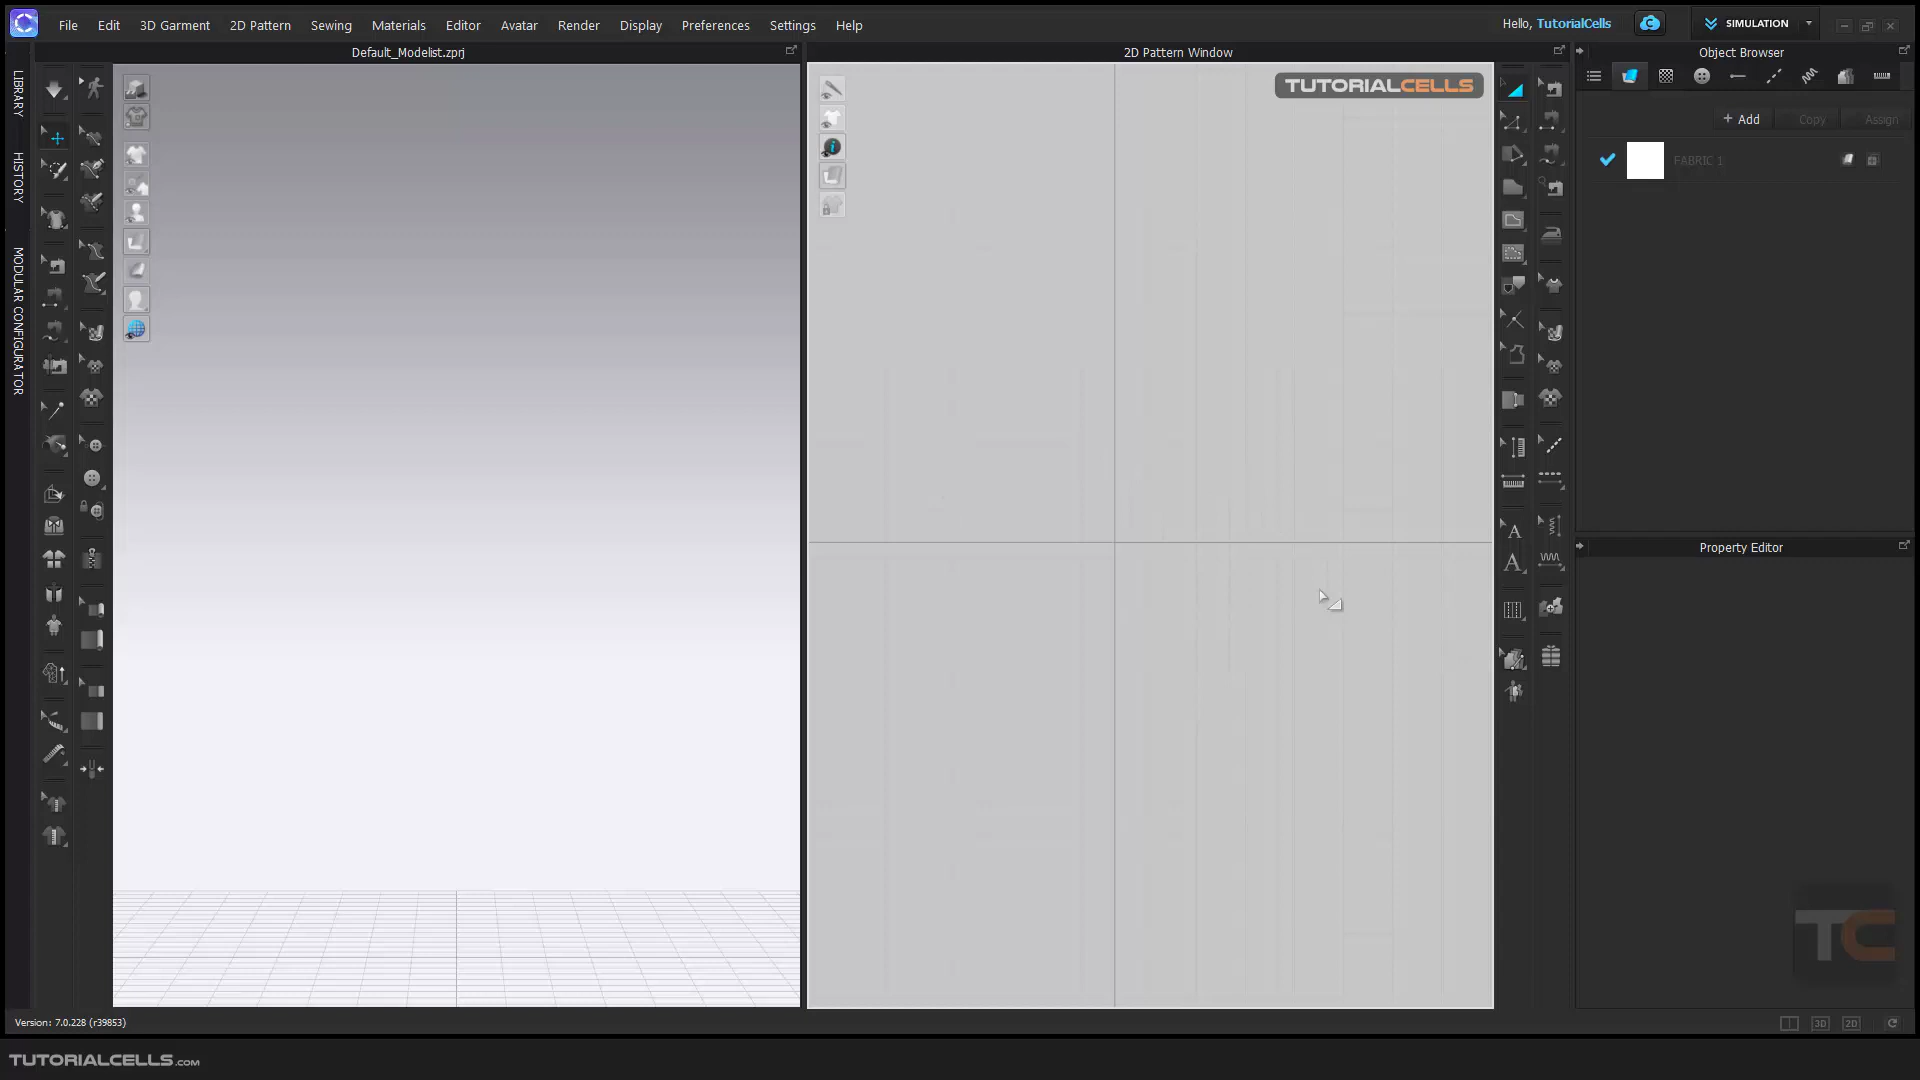 File Edit 3D Garment 2D Pattern Sewing Materials Editor Avatar Render Display Preferences Settings Help
Hello, TutorialCells
SIMULATION
Default_Modelist.zprj
2D Pattern Window
Object Browser
LIBRARY
HISTORY
MODULAR CONFIGURATOR
TUTORIALCELLS
+ Add
Copy
Assign
FABRIC 1
Property Editor
A
A
TC
Version: 7.0.228 (r39853)
3D
2D
TUTORIALCELLS.COM